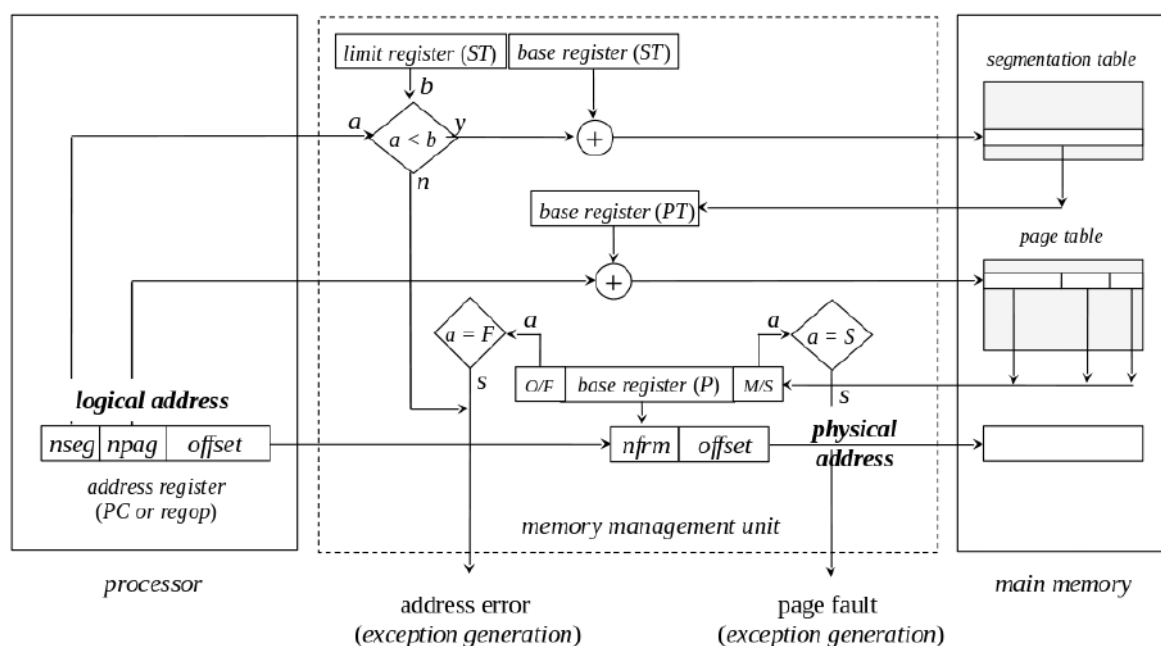 limit register (ST)
base register (ST)
segmentation table
b
a
a < b
y
+
n
base register (PT)
page table
+
a
a = F
a
a = S
s
O/F
base register (P)
M/S
s
logical address
physical
address
nseg
npag
offset
nfrm
offset
address register
(PC or regop)
memory management unit
processor
main memory
address error
(exception generation)
page fault
(exception generation)